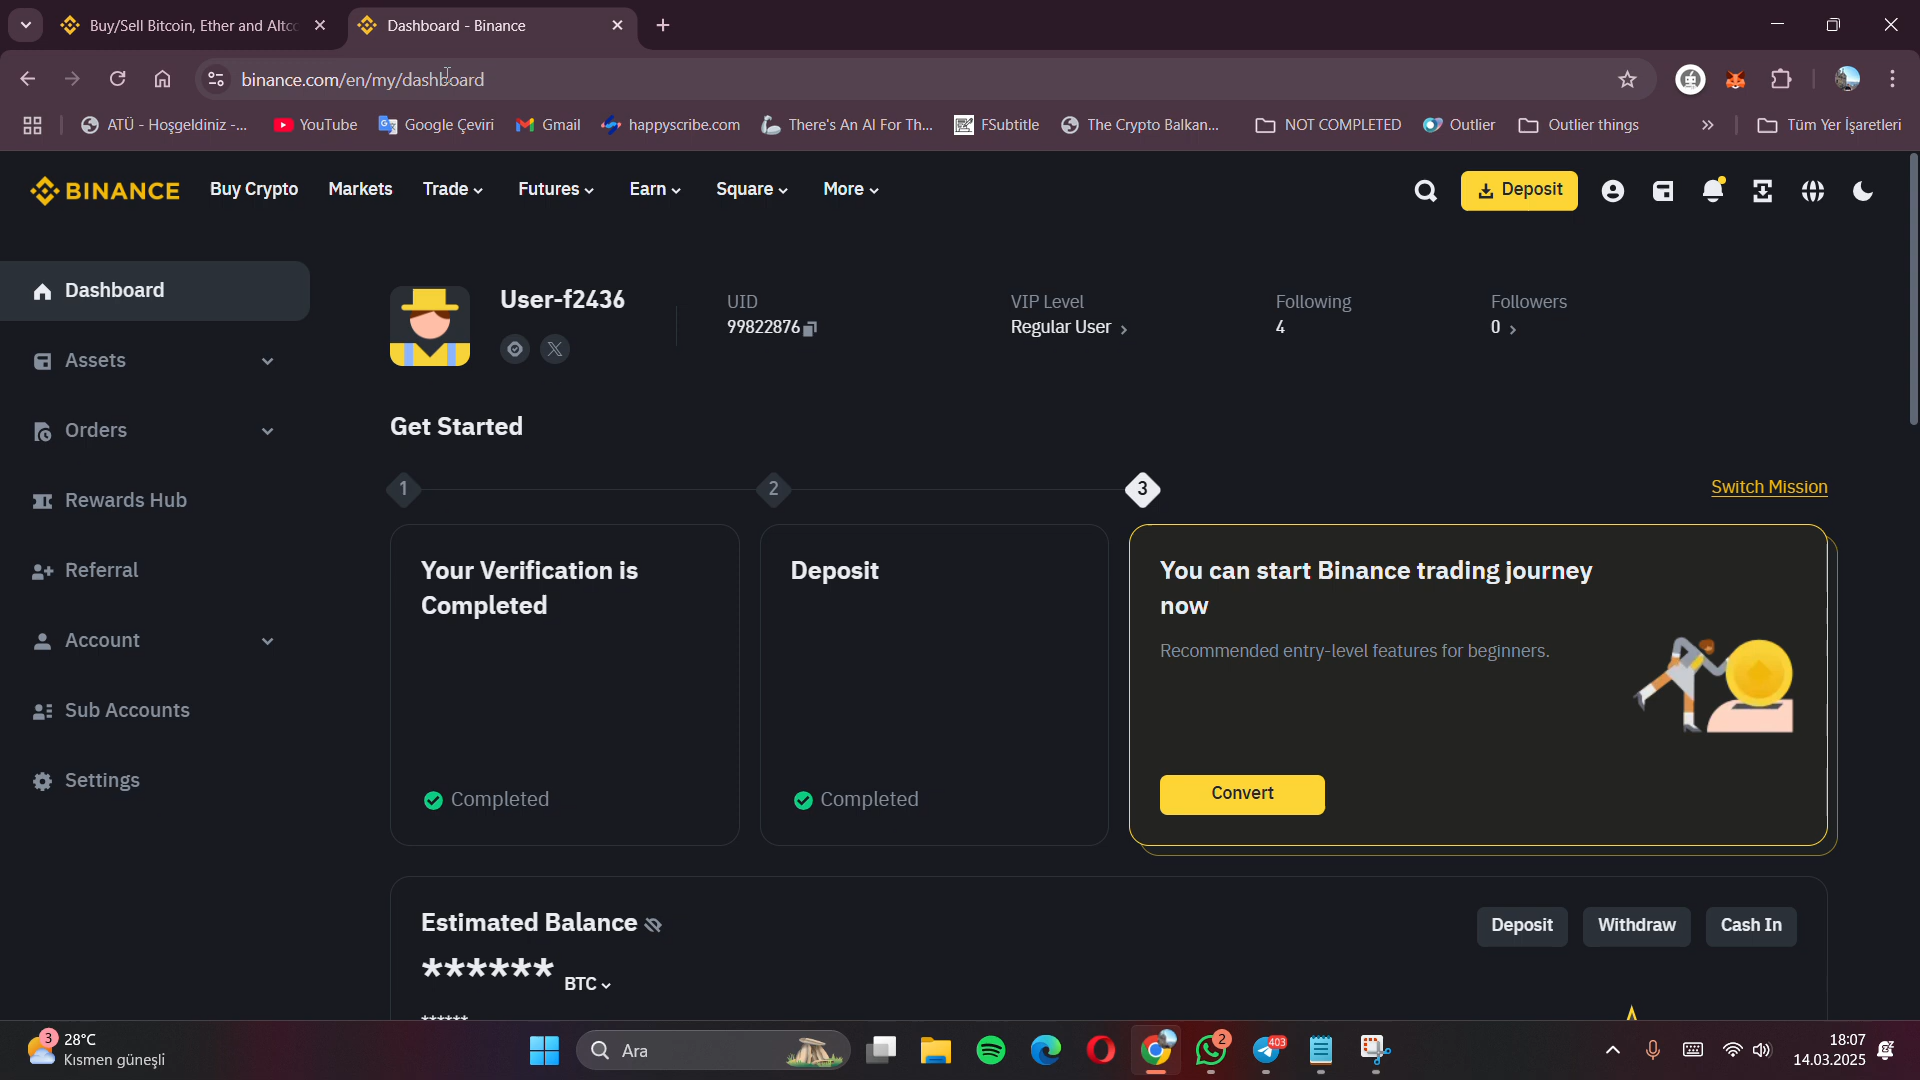 Buy/Sell Bitcoin, Ether and Altc
Dashboard - Binance
binance.com/en/my/dashboard
ATÜ - Hoşgeldiniz -...
YouTube
Google Çeviri
Gmail
happyscribe.com
There's An AI For Th...
FSubtitle
The Crypto Balkan...
NOT COMPLETED
Outlier
Outlier things
»
Tüm Yer İşaretleri
BINANCE
Buy Crypto
Markets
Trade
Futures
Earn
Square
More
Deposit
Dashboard
Assets
Orders
Rewards Hub
Referral
Account
Sub Accounts
Settings
User-f2436
UID
99822876
VIP Level
Regular User
Following
4
Followers
0
Get Started
1
2
3
Switch Mission
Your Verification is
Completed
Completed
Deposit
Completed
You can start Binance trading journey
now
Recommended entry-level features for beginners.
Convert
Estimated Balance
Deposit
Withdraw
Cash In
****** BTC
******
3
28°C
Kısmen güneşli
Ara
2
403
18:07
14.03.2025